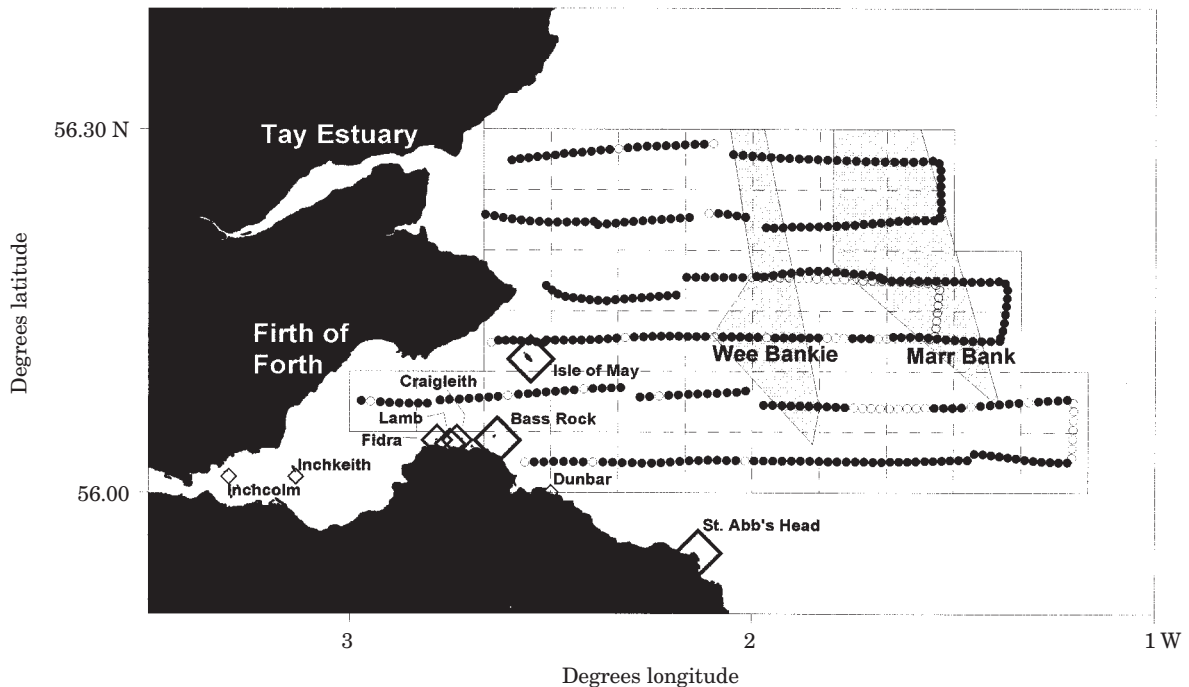 56.30 N
Tay Estuary
Degrees latitude
Firth of
Forth
Wee Bankie
Marr Bank
Isle of May
Craigleith
Lamb
Bass Rock
Fidra
Inchkeith
Inchcolm
Dunbar
56.00
St. Abb's Head
3
2
1 W
Degrees longitude